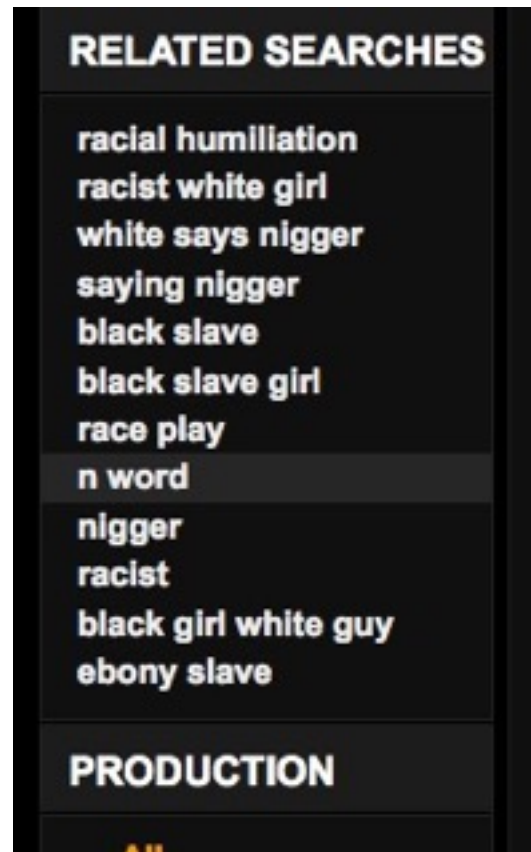 RELATED SEARCHES
racial humiliation
racist white girl
white says nigger
saying nigger
black slave
black slave girl
race play
n word
nigger
racist
black girl white guy
ebony slave
PRODUCTION
All